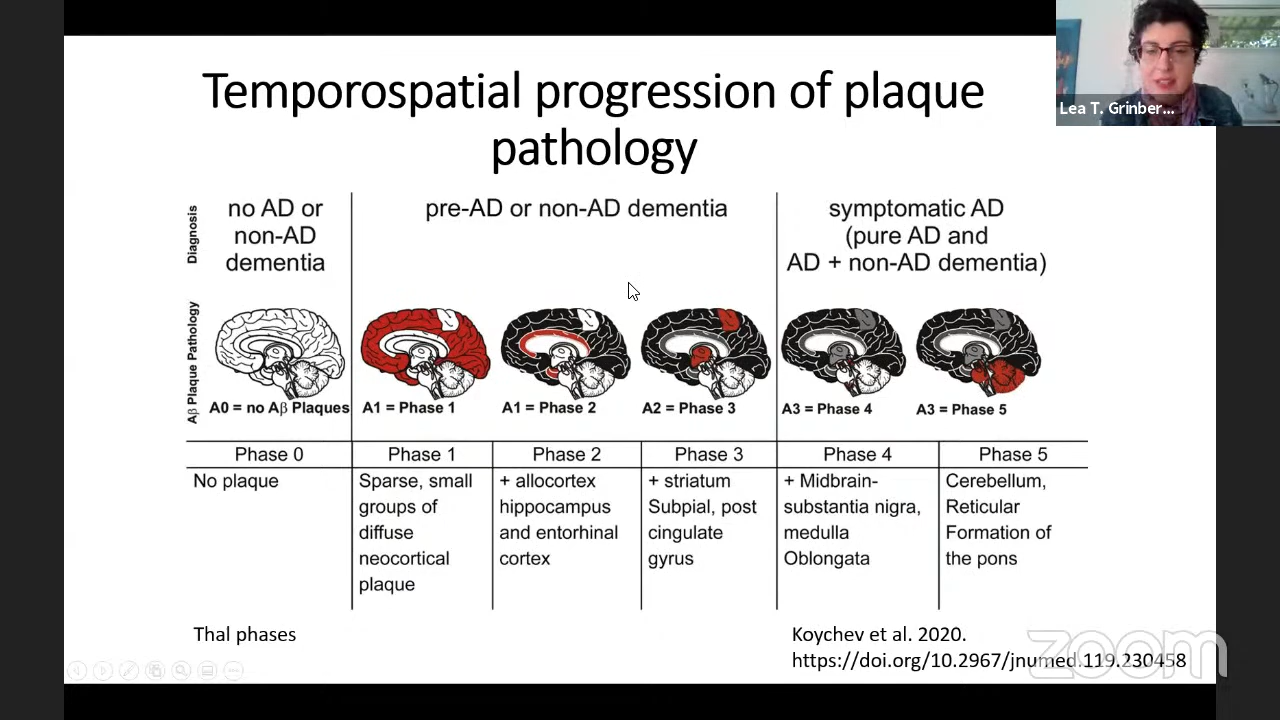 Lea T. Grinber...
Temporospatial progression of plaque
pathology
Diagnosis
no AD or
non-AD
dementia
pre-AD or non-AD dementia
symptomatic AD
(pure AD and
AD + non-AD dementia)
Aβ Plaque Pathology
A0 = no Aβ Plaques
A1 = Phase 1
A1 = Phase 2
A2 = Phase 3
A3 = Phase 4
A3 = Phase 5
Phase 0
Phase 1
Phase 2
Phase 3
Phase 4
Phase 5
No plaque
Sparse, small
groups of
diffuse
neocortical
plaque
+ allocortex
hippocampus
and entorhinal
cortex
+ striatum
Subpial, post
cingulate
gyrus
+ Midbrain-
substantia nigra,
medulla
Oblongata
Cerebellum,
Reticular
Formation of
the pons
Thal phases
Koychev et al. 2020.
https://doi.org/10.2967/jnumed.119.230458
zoom